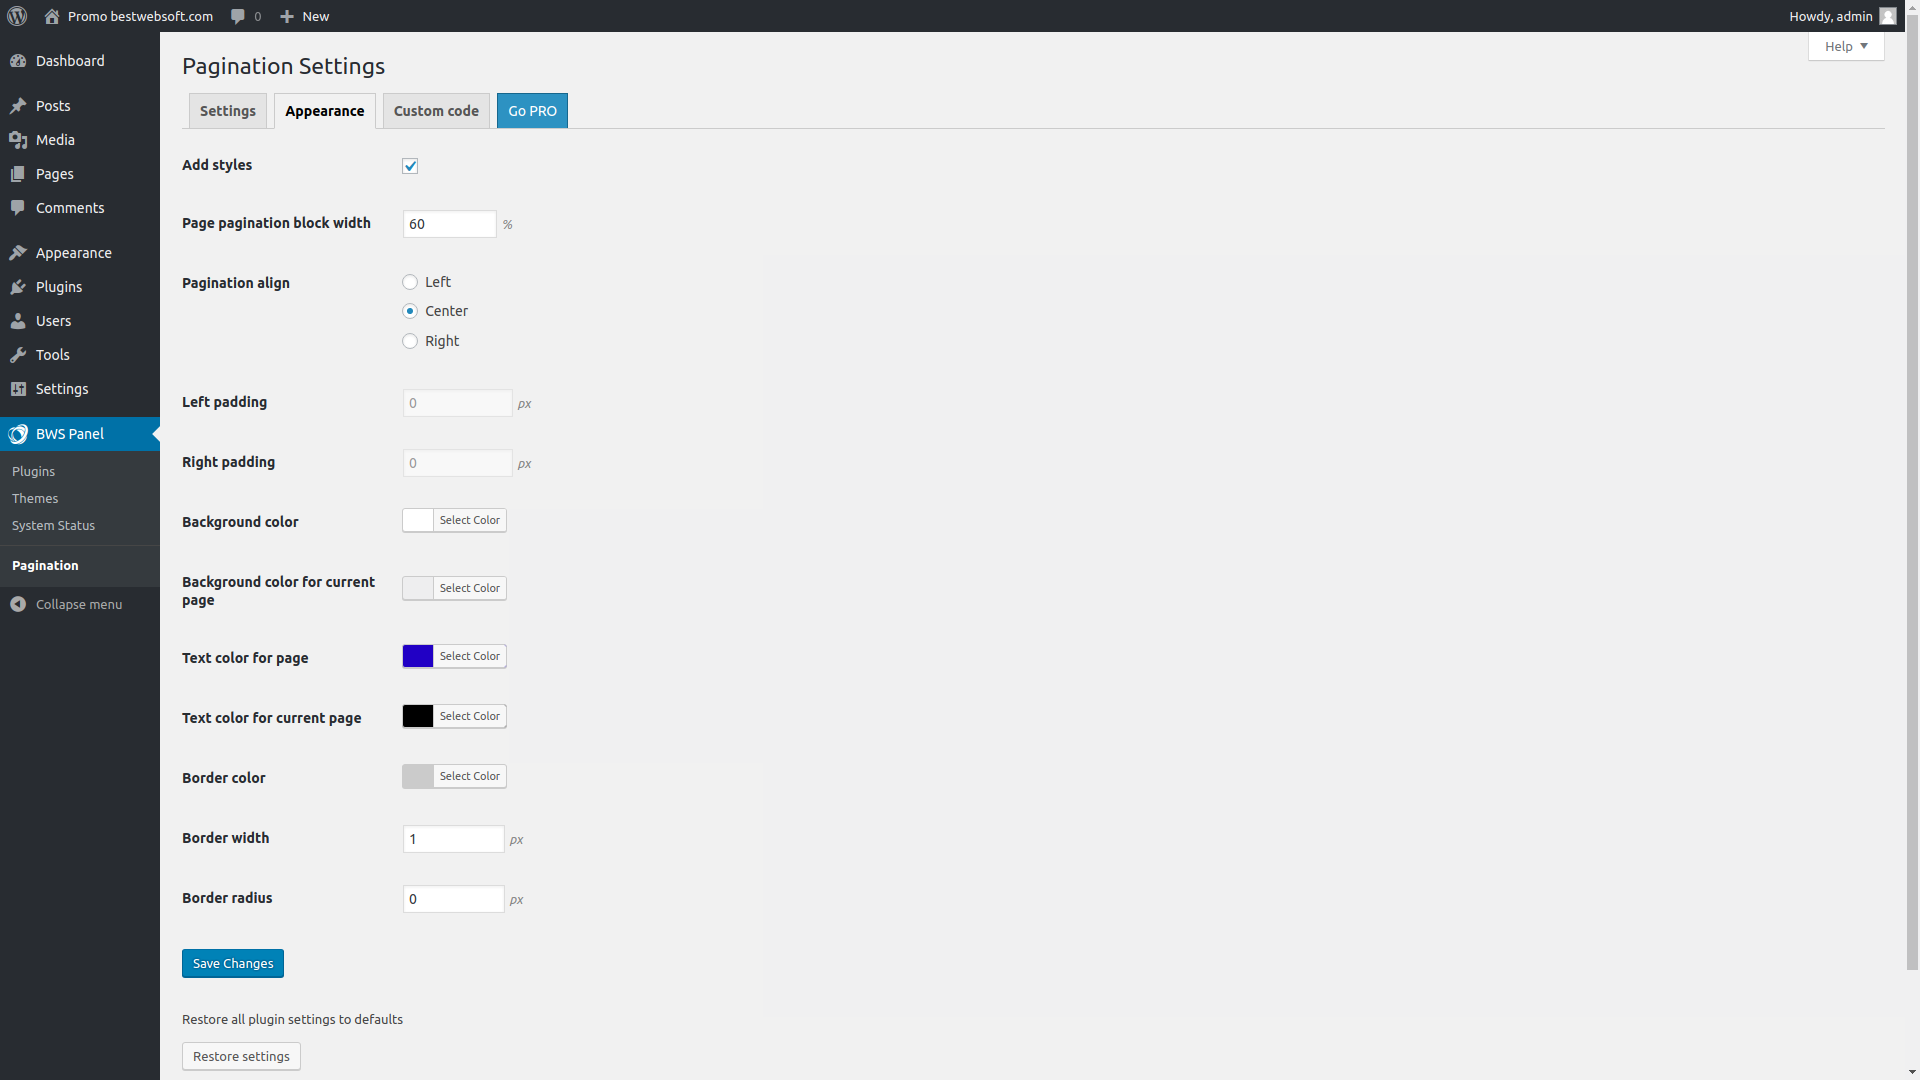 Promo bestwebsoft.com
0
New
Howdy, admin
Help
Dashboard
Posts
Media
Pages
Comments
Appearance
Plugins
Users
Tools
Settings
BWS Panel
Plugins
Themes
System Status
Pagination
Collapse menu
Pagination Settings
Settings
Appearance
Custom code
Go PRO
Add styles
Page pagination block width
60
%
Pagination align
Left
Center
Right
Left padding
0
px
Right padding
0
px
Background color
Select Color
Background color for current
page
Select Color
Text color for page
Select Color
Text color for current page
Select Color
Border color
Select Color
Border width
1
px
Border radius
0
px
Save Changes
Restore all plugin settings to defaults
Restore settings